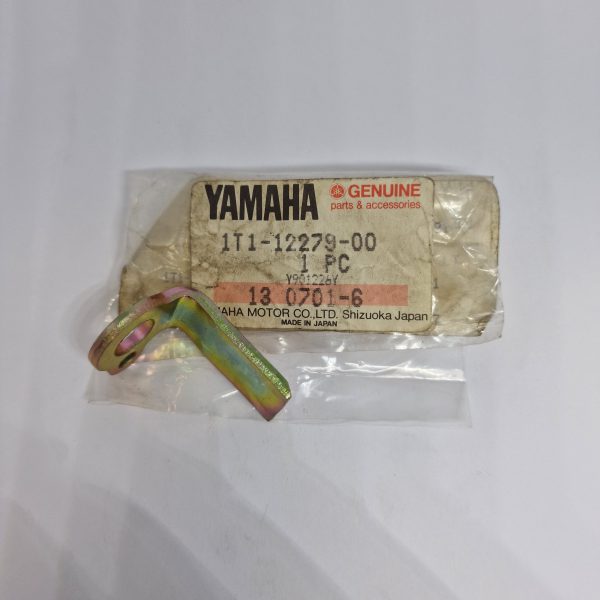 YAMAHA
GENUINE
parts & accessories
1T1-12279-00
1 PC
Y901226Y
13 0701-6
AHA MOTOR CO.,LTD. Shizuoka Japan
MADE IN JAPAN